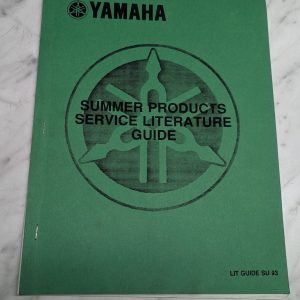 YAMAHA
SUMMER PRODUCTS
SERVICE LITERATURE
GUIDE
LIT GUIDE SU 93